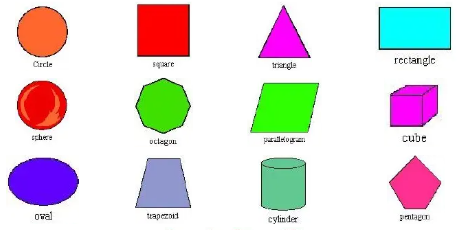 Circle
square
triangle
rectangle
sphere
octagon
parallelogram
cube
oval
trapezoid
cylinder
pentagon